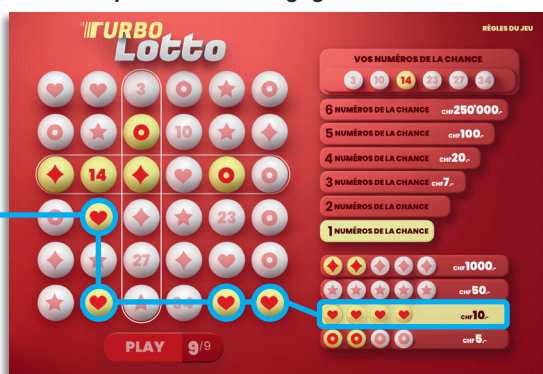 TURBO
Lotto
RÈGLES DU JEU
VOS NUMÉROS DE LA CHANCE
3 10 14 23 27 34
6 NUMÉROS DE LA CHANCE CHF250'000.-
5 NUMÉROS DE LA CHANCE CHF100.-
4 NUMÉROS DE LA CHANCE CHF20.-
3 NUMÉROS DE LA CHANCE CHF7.-
2 NUMÉROS DE LA CHANCE
1 NUMÉROS DE LA CHANCE
3
10
14
23
27
34
CHF1000.-
CHF50.-
CHF10.-
CHF5.-
PLAY 9/9